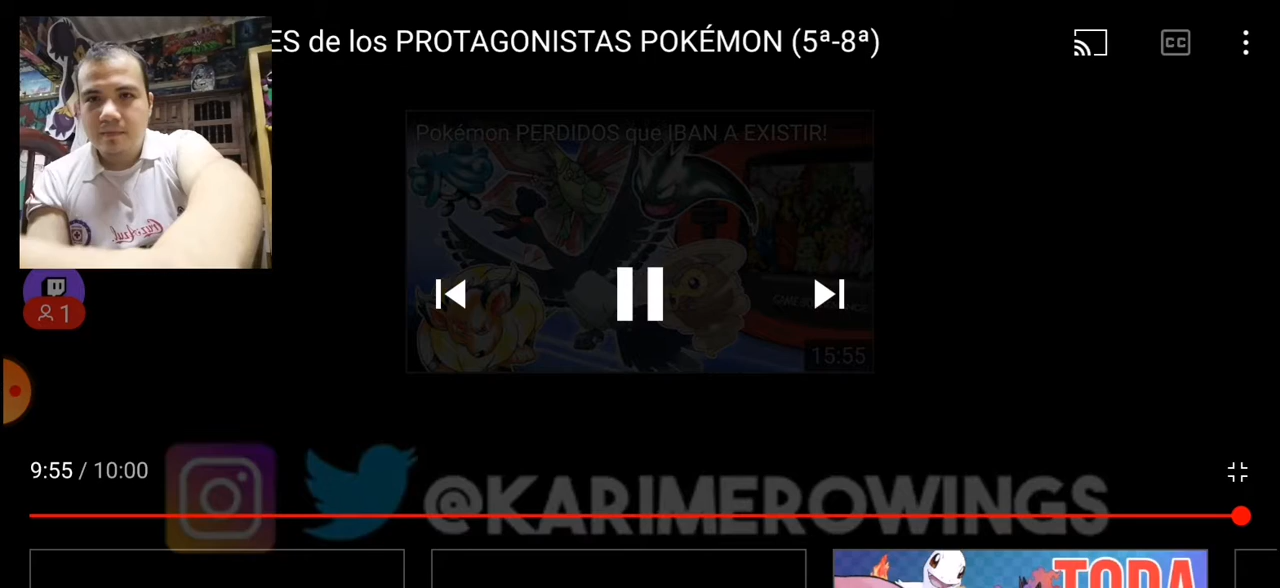 ES de los PROTAGONISTAS POKÉMON (5ª-8ª)
CC
Pokémon PERDIDOS que IBAN A EXISTIR!
15:55
1
9:55 / 10:00
@KARIMEROWINGS
TODA